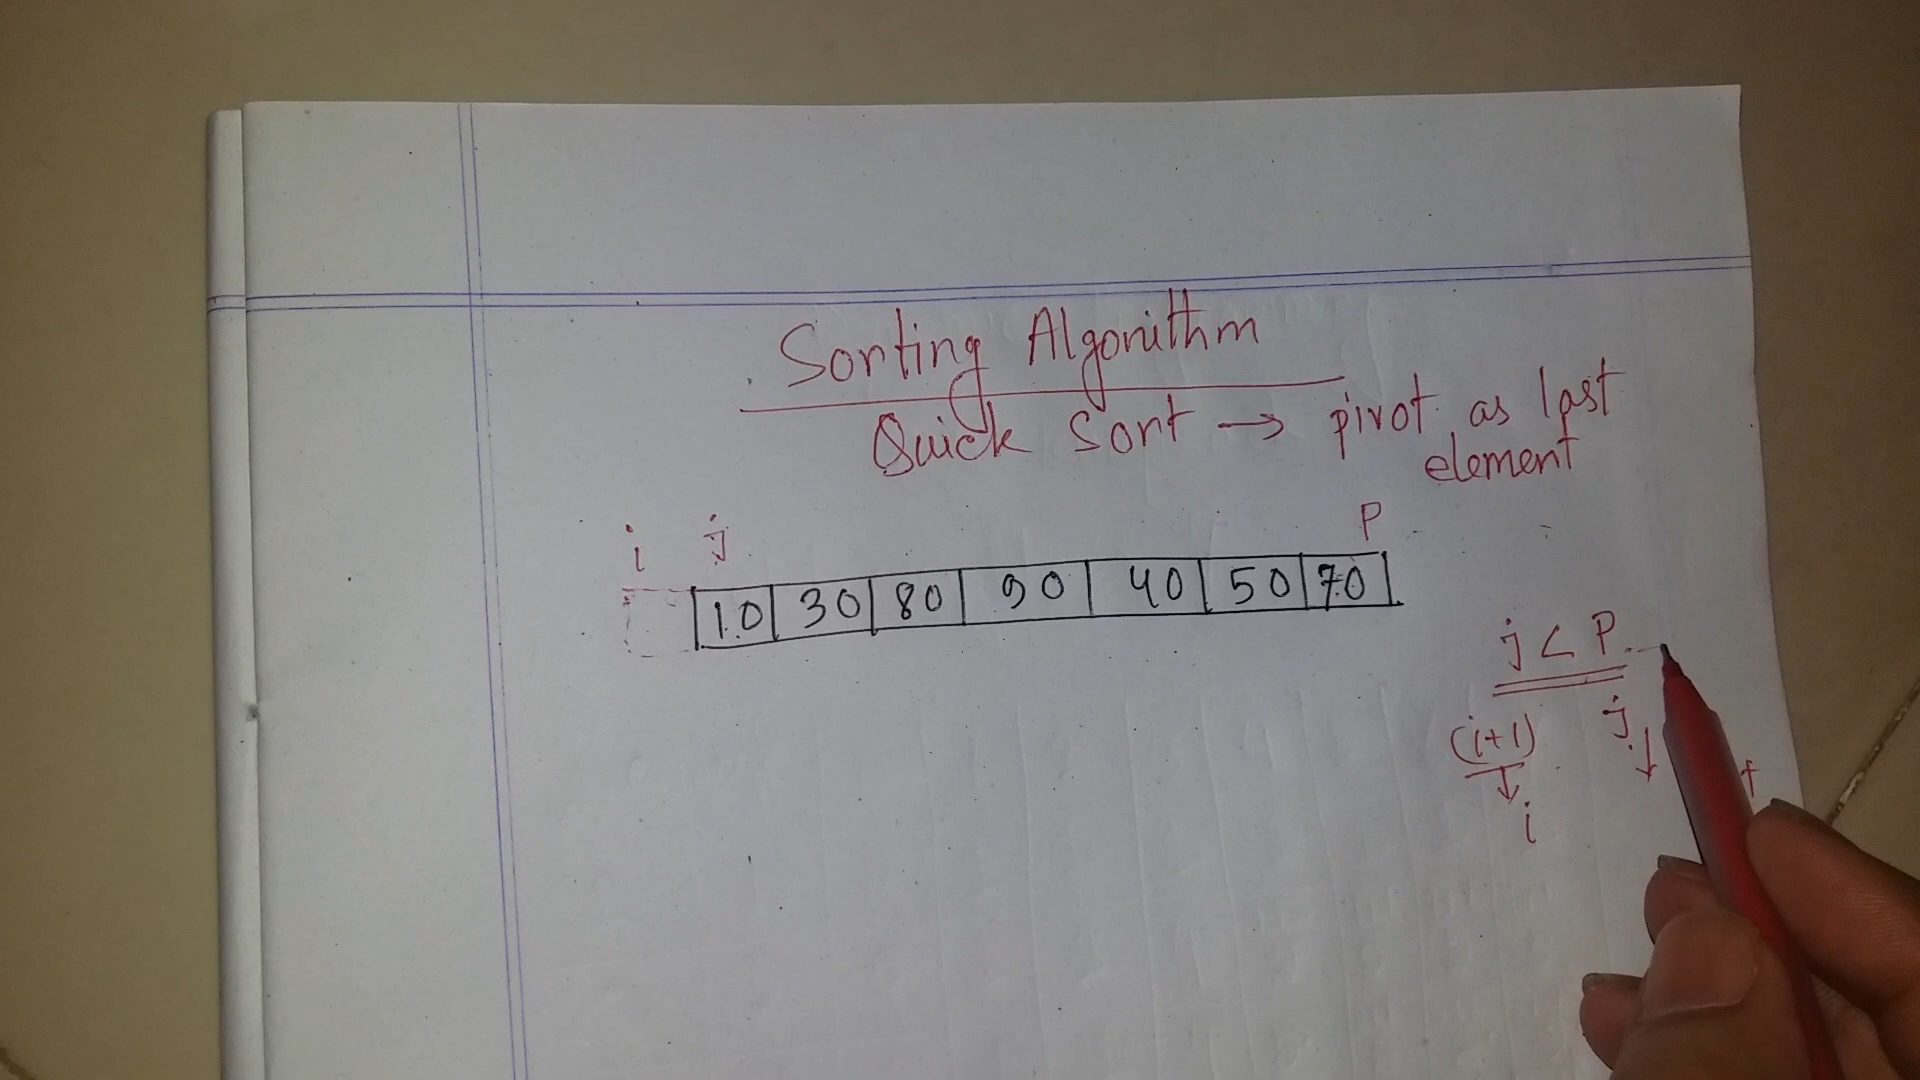 Sorting Algorithm
Quick Sort → pivot as last
element
i j P
10 30 80 90 40 50 70
j < P
(i+1) j
i